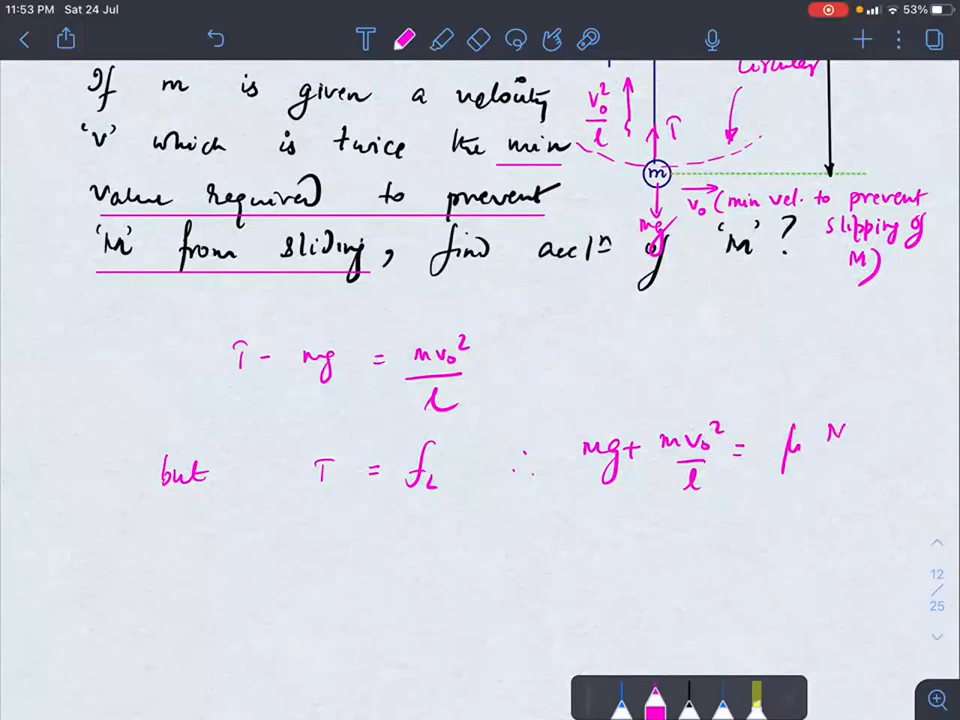 11:53 PM Sat 24 Jul
53%
circular
If m is given a velocity
'v' which is twice the min
value required to prevent
'M' from sliding, find accln of 'M'?
v₀²/l
T
m
mg
v₀ (min vel. to prevent
slipping of
M)
T - mg = mv₀²/l
but T = f_L ∴ mg + mv₀²/l = μN
12
/
25